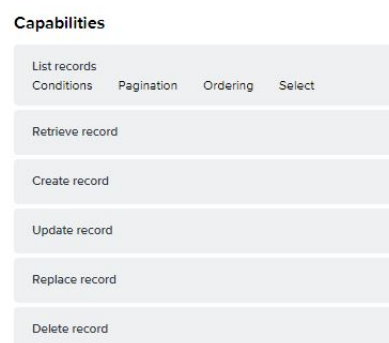 Capabilities
List records
Conditions Pagination Ordering Select
Retrieve record
Create record
Update record
Replace record
Delete record